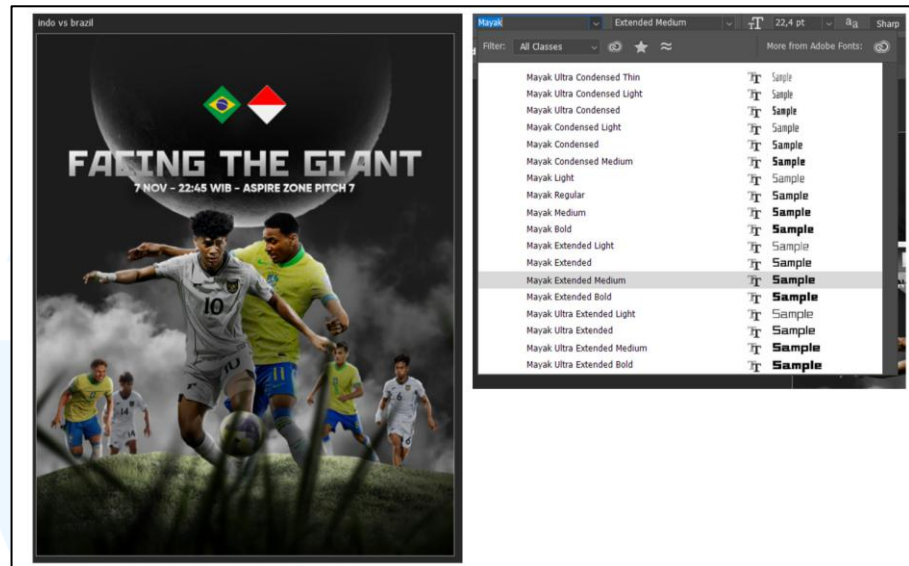 indo vs brazil
FACING THE GIANT
7 NOV - 22:45 WIB - ASPIRE ZONE PITCH 7
10
10
11
14
6
6
Mayak Extended Medium 22,4 pt Sharp
Filter: All Classes More from Adobe Fonts:
Mayak Ultra Condensed Thin Sample
Mayak Ultra Condensed Light Sample
Mayak Ultra Condensed Sample
Mayak Condensed Light Sample
Mayak Condensed Sample
Mayak Condensed Medium Sample
Mayak Light Sample
Mayak Regular Sample
Mayak Medium Sample
Mayak Bold Sample
Mayak Extended Light Sample
Mayak Extended Sample
Mayak Extended Medium Sample
Mayak Extended Bold Sample
Mayak Ultra Extended Light Sample
Mayak Ultra Extended Sample
Mayak Ultra Extended Medium Sample
Mayak Ultra Extended Bold Sample